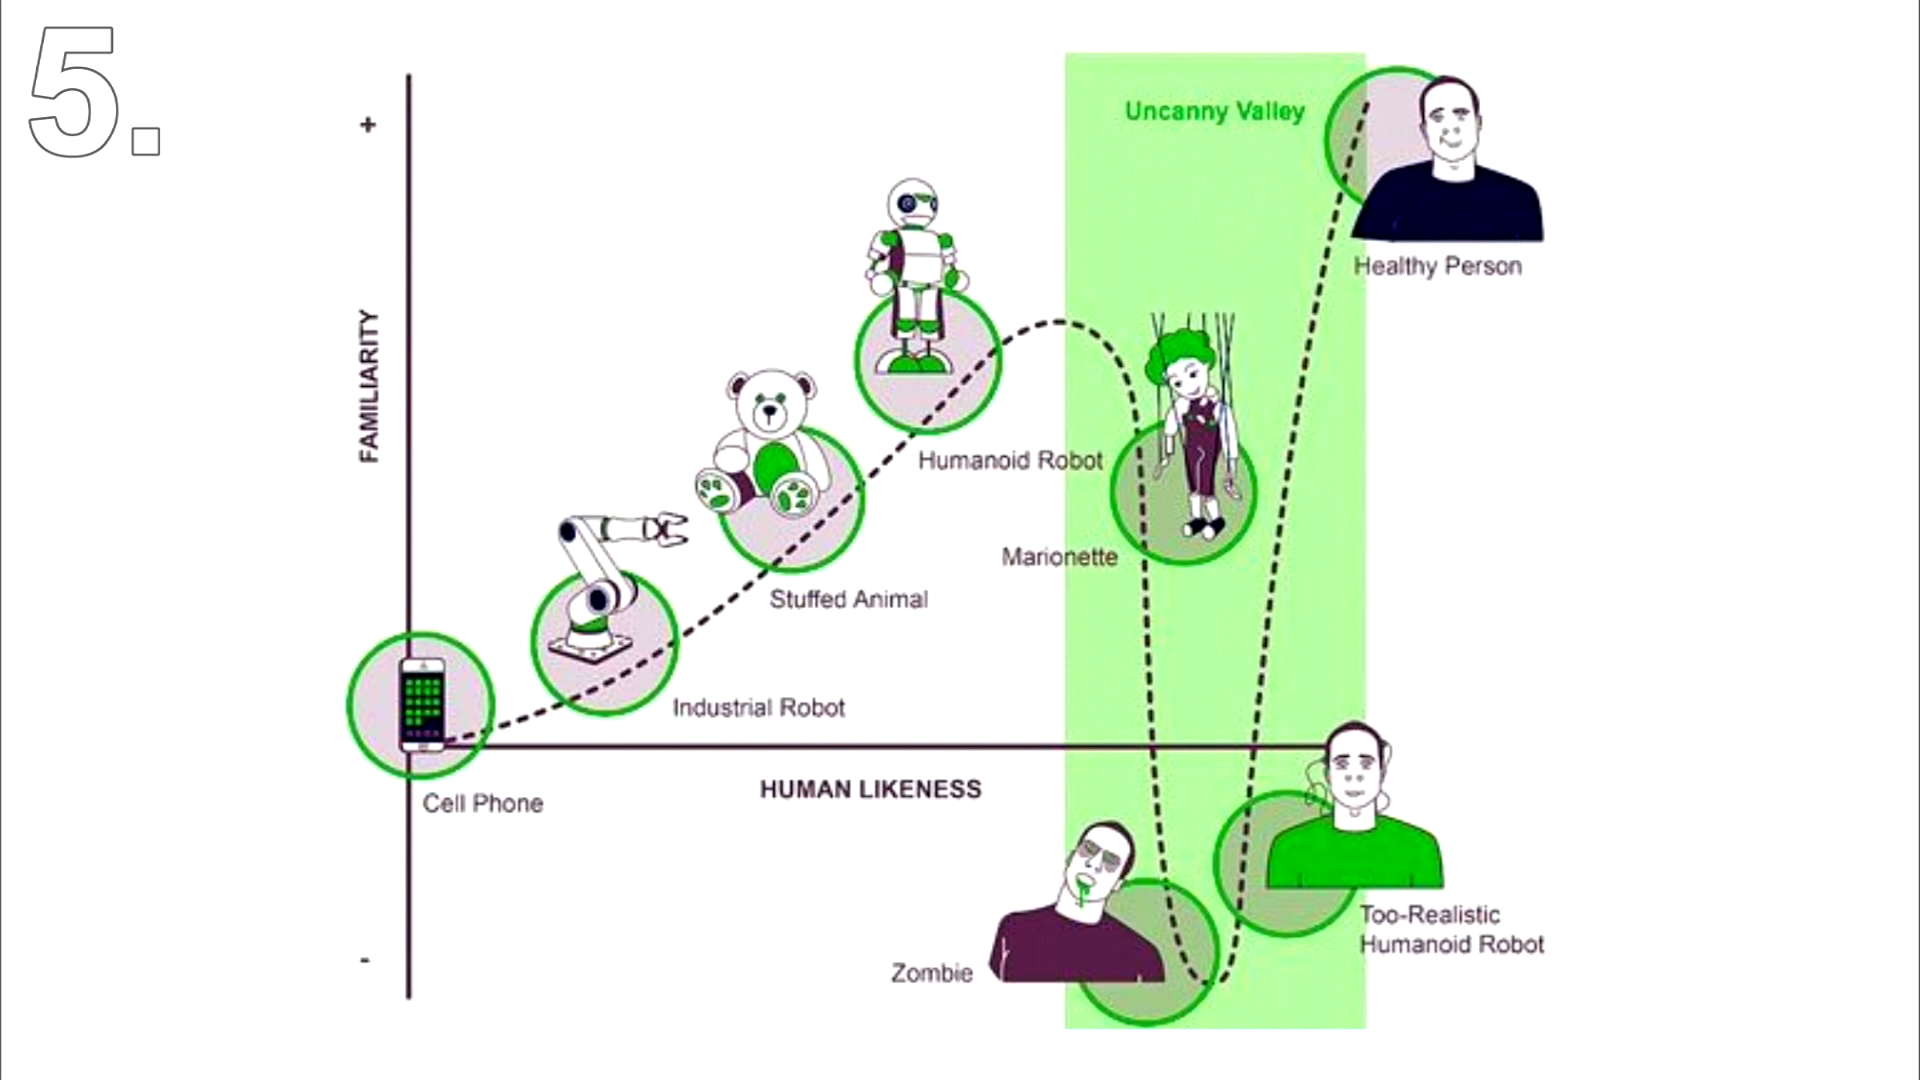 5.
+
Uncanny Valley
Healthy Person
FAMILIARITY
Humanoid Robot
Marionette
Stuffed Animal
Industrial Robot
HUMAN LIKENESS
Cell Phone
Too-Realistic
Humanoid Robot
Zombie
-